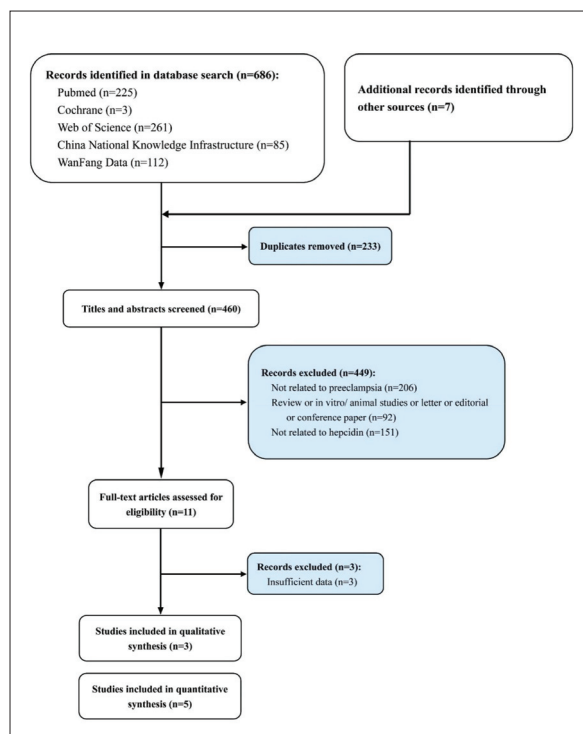 Records identified in database search (n=686):
Pubmed (n=225)
Cochrane (n=3)
Web of Science (n=261)
China National Knowledge Infrastructure (n=85)
WanFang Data (n=112)
Additional records identified through
other sources (n=7)
Duplicates removed (n=233)
Titles and abstracts screened (n=460)
Records excluded (n=449):
Not related to preeclampsia (n=206)
Review or in vitro/ animal studies or letter or editorial
or conference paper (n=92)
Not related to hepcidin (n=151)
Full-text articles assessed for
eligibility (n=11)
Records excluded (n=3):
Insufficient data (n=3)
Studies included in qualitative
synthesis (n=3)
Studies included in quantitative
synthesis (n=5)